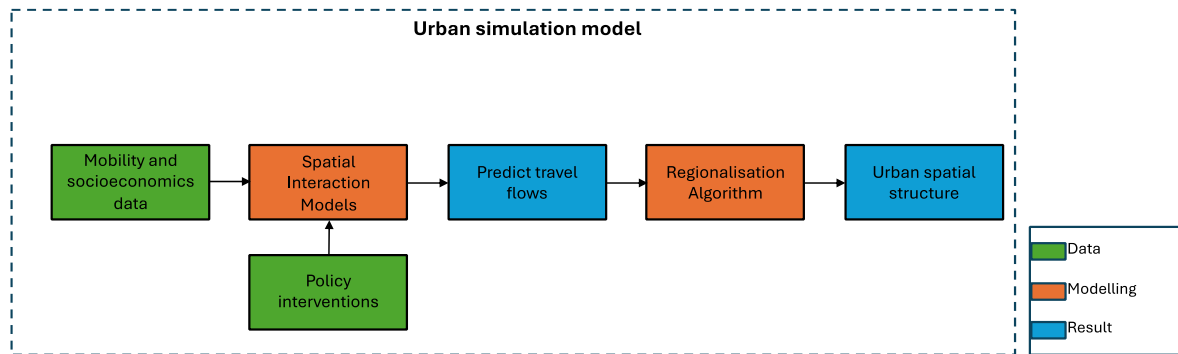 Urban simulation model
Mobility and
socioeconomics
data
Spatial
Interaction
Models
Predict travel
flows
Regionalisation
Algorithm
Urban spatial
structure
Policy
interventions
Data
Modelling
Result